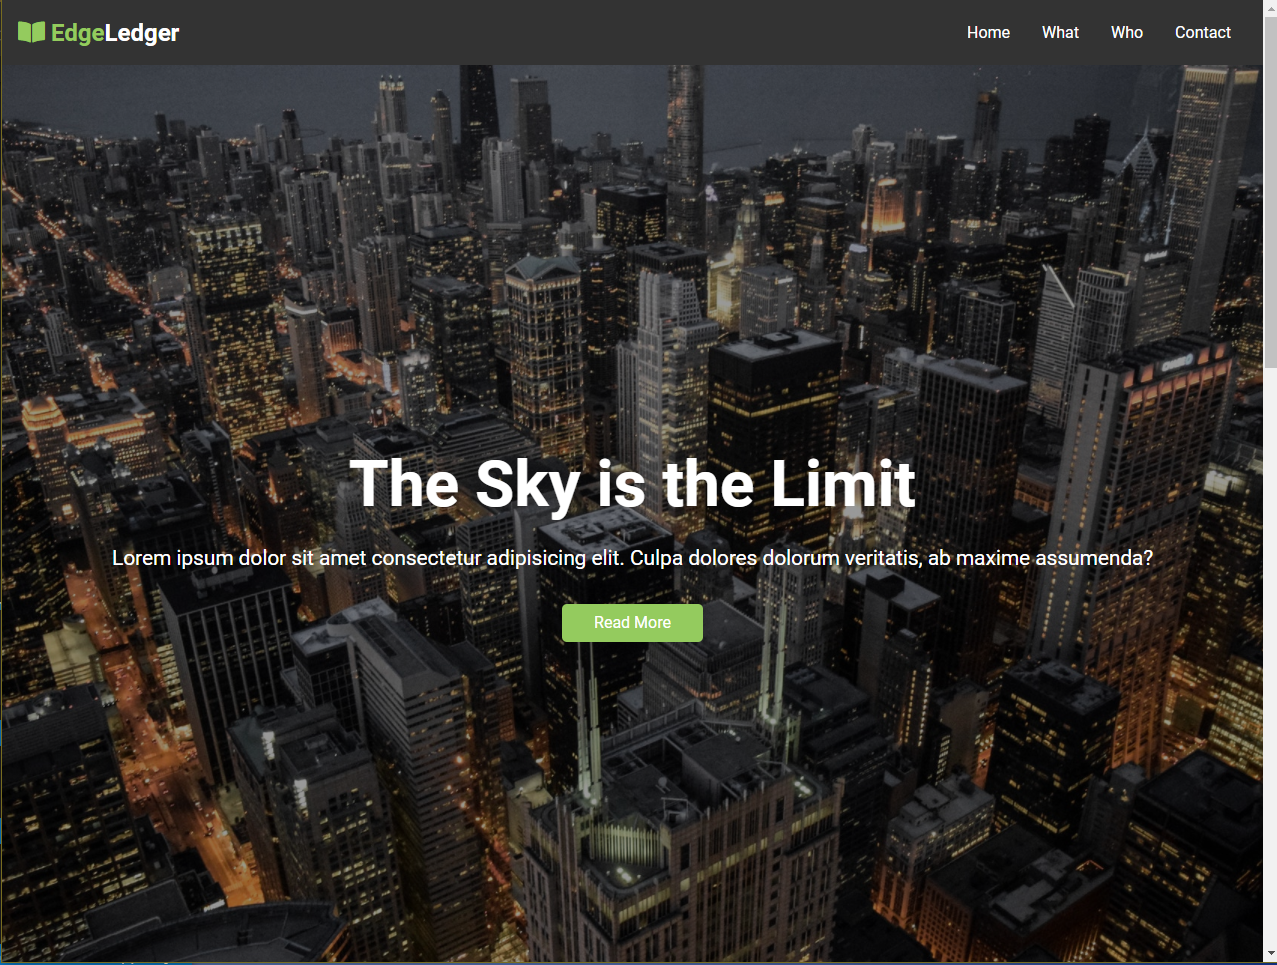 EdgeLedger
Home What Who Contact
The Sky is the Limit
Lorem ipsum dolor sit amet consectetur adipisicing elit. Culpa dolores dolorum veritatis, ab maxime assumenda?
Read More